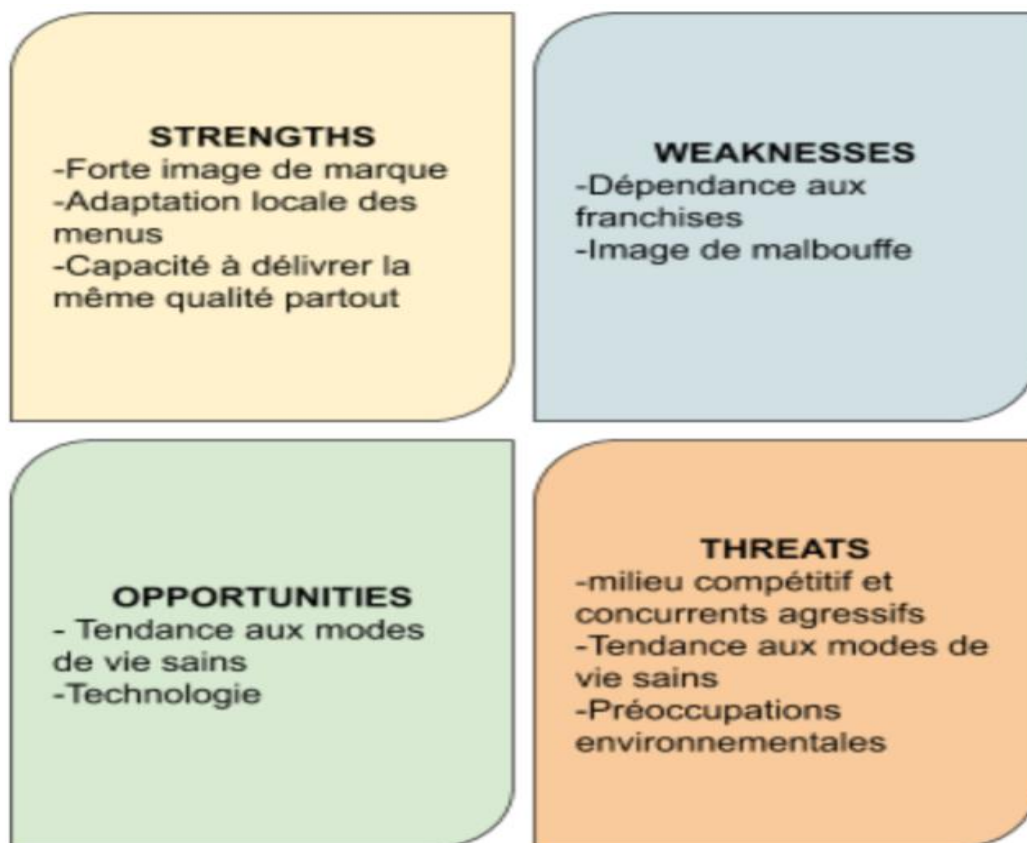 STRENGTHS
-Forte image de marque
-Adaptation locale des
menus
-Capacité à délivrer la
même qualité partout
WEAKNESSES
-Dépendance aux
franchises
-Image de malbouffe
OPPORTUNITIES
- Tendance aux modes
de vie sains
-Technologie
THREATS
-milieu compétitif et
concurrents agressifs
-Tendance aux modes de
vie sains
-Préoccupations
environnementales